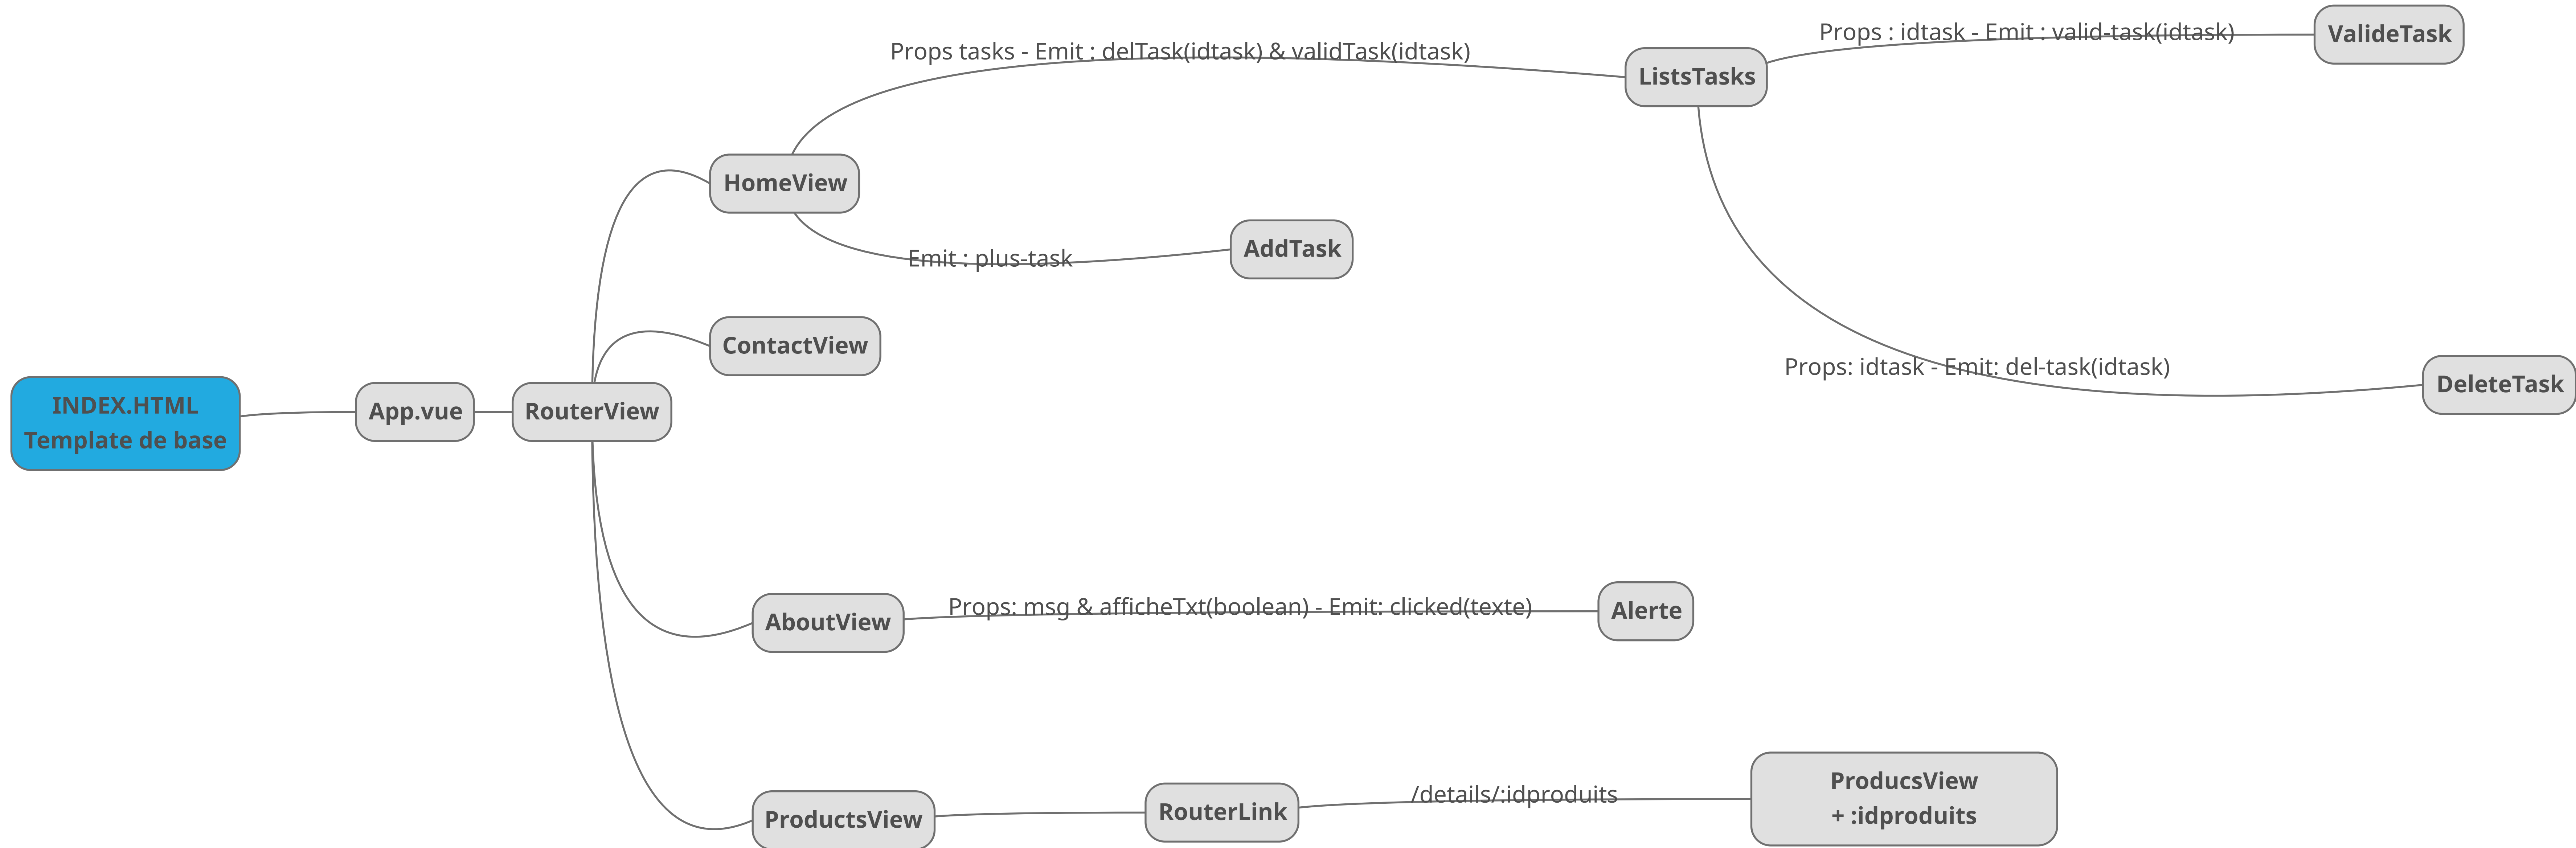 Props : idtask - Emit : valid-task(idtask)
ValideTask
Props tasks - Emit : delTask(idtask) & validTask(idtask)
ListsTasks
HomeView
Emit : plus-task
AddTask
ContactView
Props: idtask - Emit: del-task(idtask)
DeleteTask
INDEX.HTML
Template de base
App.vue
RouterView
Props: msg & afficheTxt(boolean) - Emit: clicked(texte)
Alerte
AboutView
ProductsView
RouterLink
/details/:idproduits
ProducsView
+ :idproduits